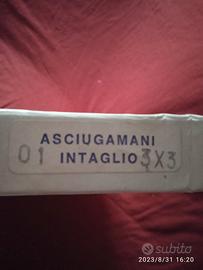 ASCIUGAMANI
01 INTAGLIO 3X3
2023/8/31 16:20
subito